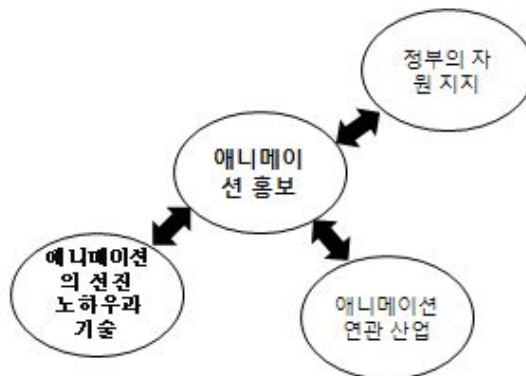 정부의 자
원 지지
애니메이
션 홍보
애니메이션
의 선진
노하우과
기술
애니메이션
연관 산업